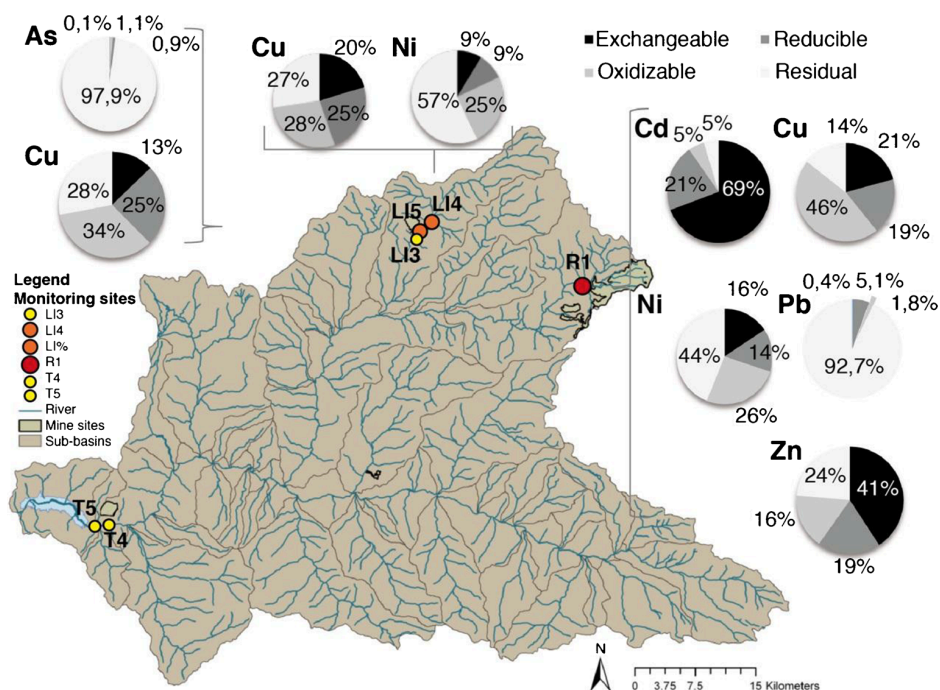 As
0,1%
1,1%
0,9%
97,9%
Cu
13%
25%
34%
28%
Cu
20%
25%
28%
27%
Ni
9%
9%
25%
57%
Exchangeable
Reducible
Oxidizable
Residual
Cd
5%
5%
21%
69%
Cu
14%
21%
46%
19%
Ni
16%
14%
26%
44%
Pb
0,4%
5,1%
1,8%
92,7%
Zn
24%
41%
16%
19%
LI5
LI4
LI3
R1
T5
T4
Legend
Monitoring sites
LI3
LI4
LI%
R1
T4
T5
River
Mine sites
Sub-basins
N
0 3.75 7.5 15 Kilometers